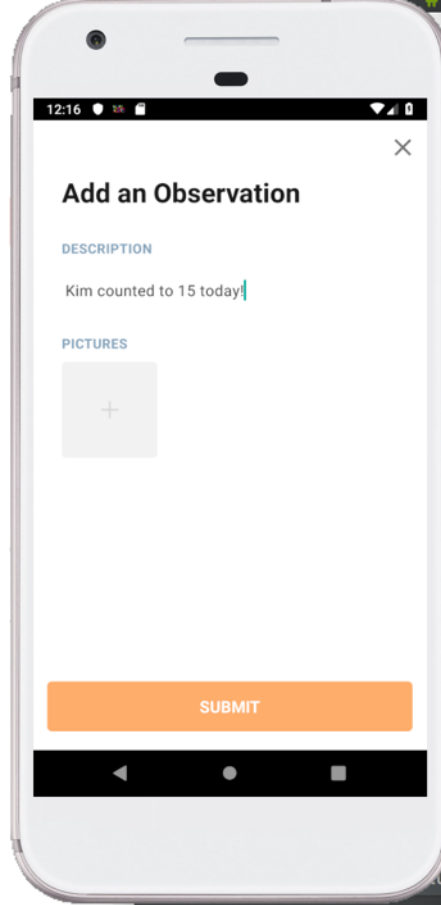 12:16
Add an Observation
DESCRIPTION
Kim counted to 15 today!
PICTURES
SUBMIT